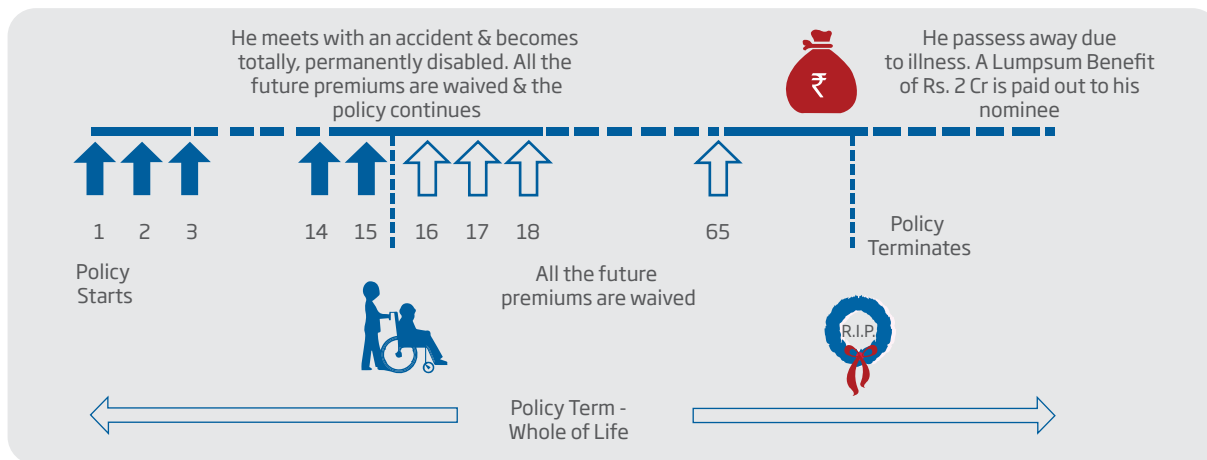 He meets with an accident & becomes
totally, permanently disabled. All the
future premiums are waived & the
policy continues
₹
He passess away due
to illness. A Lumpsum Benefit
of Rs. 2 Cr is paid out to his
nominee
1 2 3 14 15 16 17 18 65
Policy
Starts
All the future
premiums are waived
Policy
Terminates
R.I.P.
Policy Term -
Whole of Life